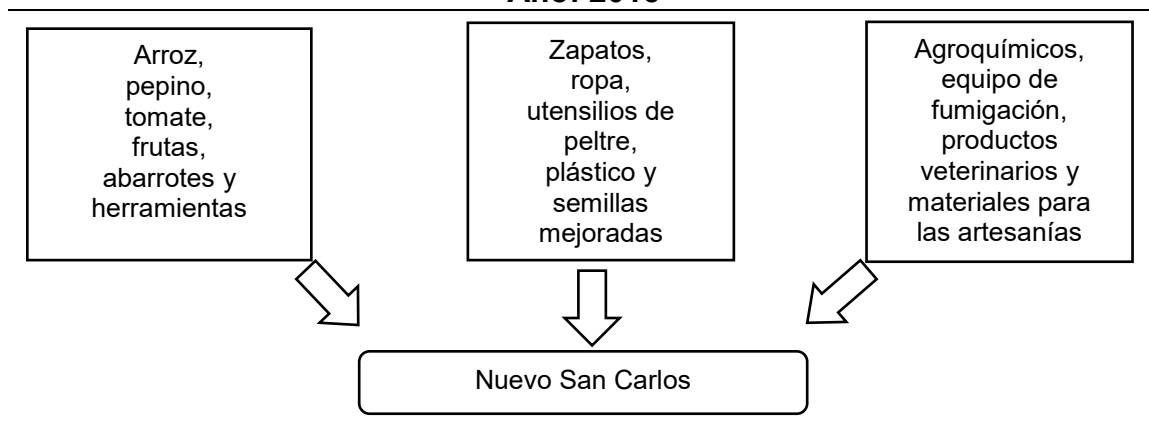 Arroz,
pepino,
tomate,
frutas,
abarrotes y
herramientas
Zapatos,
ropa,
utensilios de
peltre,
plástico y
semillas
mejoradas
Agroquímicos,
equipo de
fumigación,
productos
veterinarios y
materiales para
las artesanías
Nuevo San Carlos